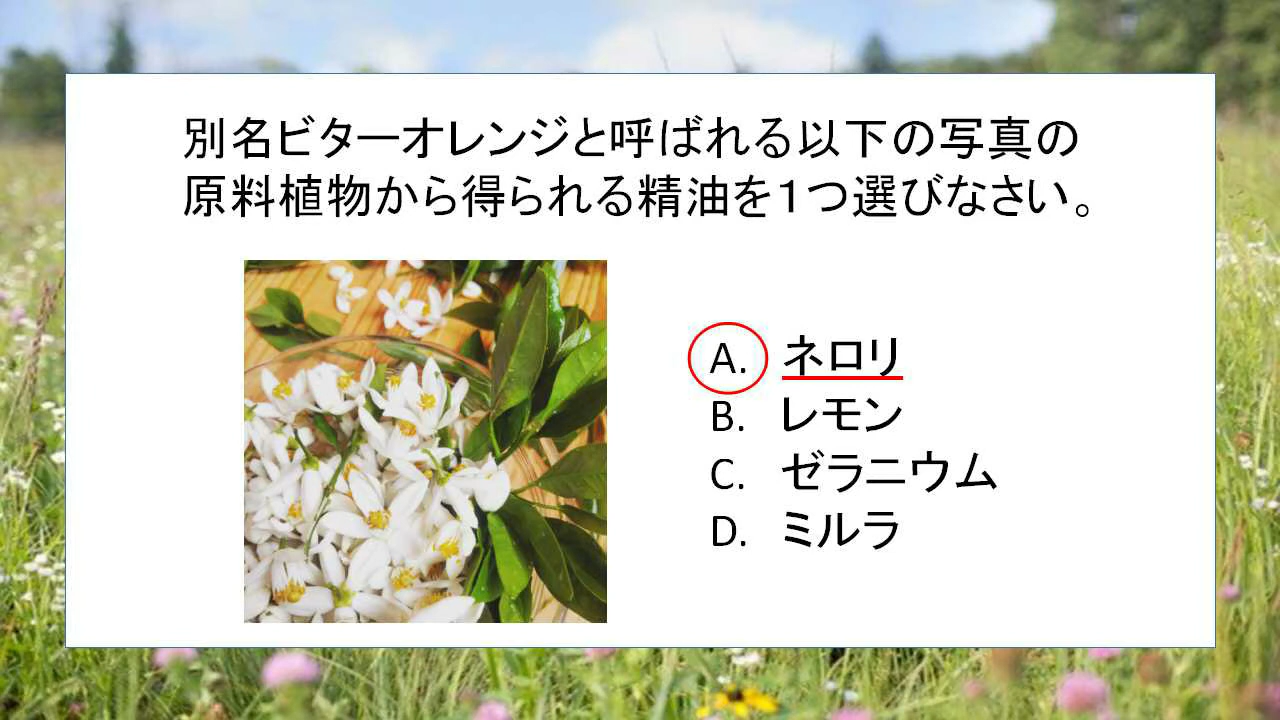 別名ビターオレンジと呼ばれる以下の写真の
原料植物から得られる精油を１つ選びなさい。
A. ネロリ
B. レモン
C. ゼラニウム
D. ミルラ